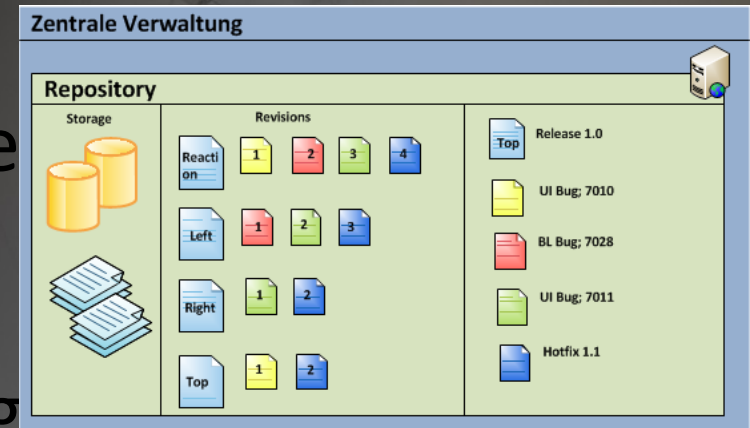 Zentrale Verwaltung
Repository
Storage
Revisions
Reacti
on
1
2
3
4
Left
1
2
3
Right
1
2
Top
1
2
Top
Release 1.0
UI Bug; 7010
BL Bug; 7028
UI Bug; 7011
Hotfix 1.1
e
g